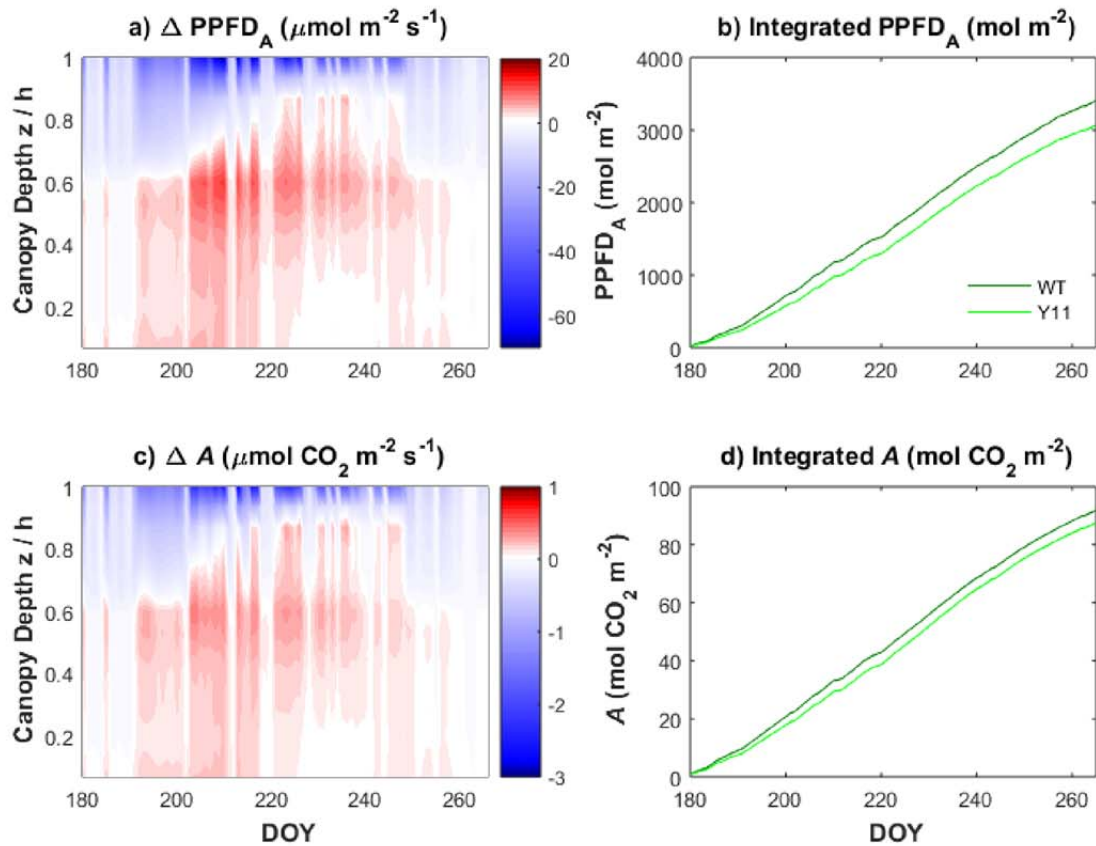 a) Δ PPFD_A (μmol m⁻² s⁻¹)
b) Integrated PPFD_A (mol m⁻²)
Canopy Depth z / h
1
0.8
0.6
0.4
0.2
180 200 220 240 260
20
0
-20
-40
-60
PPFD_A (mol m⁻²)
4000
3000
2000
1000
0
WT
Y11
180 200 220 240 260
c) Δ A (μmol CO₂ m⁻² s⁻¹)
d) Integrated A (mol CO₂ m⁻²)
Canopy Depth z / h
1
0.8
0.6
0.4
0.2
180 200 220 240 260
DOY
1
0
-1
-2
-3
A (mol CO₂ m⁻²)
100
80
60
40
20
0
180 200 220 240 260
DOY